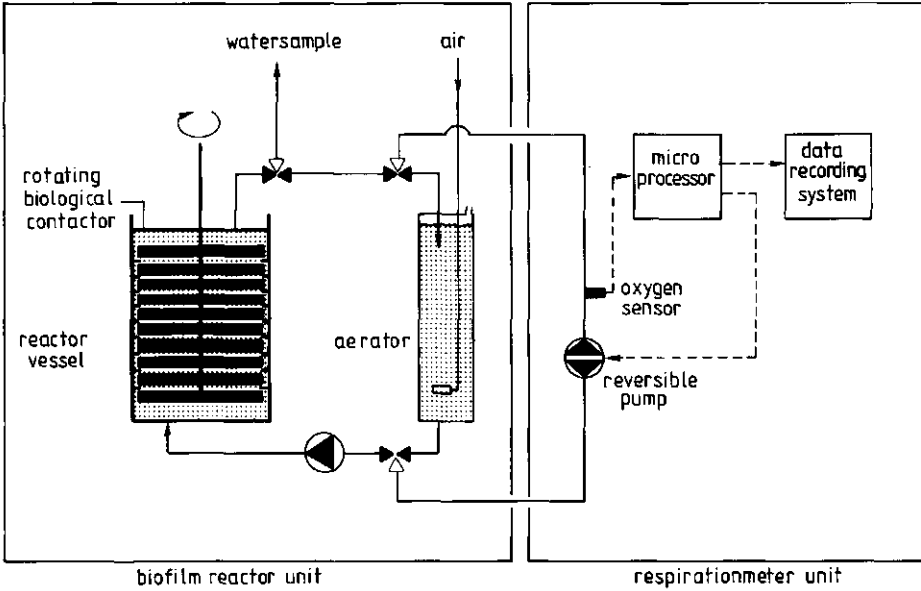 watersample
air
rotating
biological
contactor
reactor
vessel
aerator
micro
processor
data
recording
system
oxygen
sensor
reversible
pump
biofilm reactor unit
respirationmeter unit